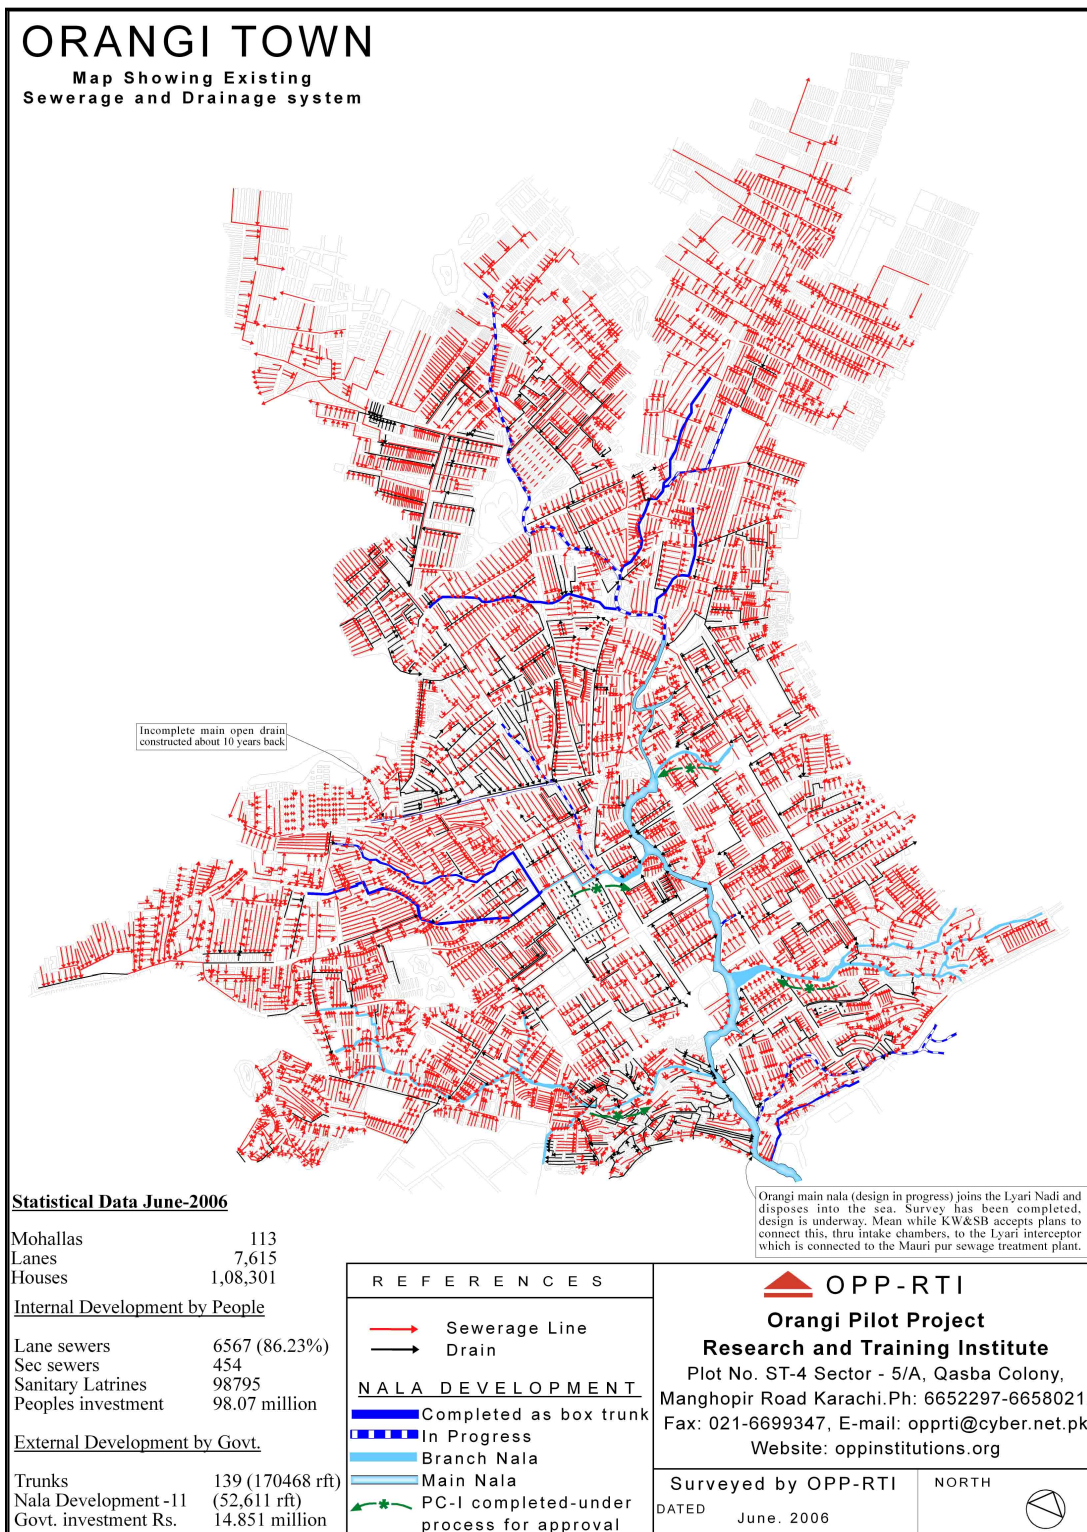 ORANGI TOWN
Map Showing Existing
Sewerage and Drainage system
Incomplete main open drain
constructed about 10 years back
Orangi main nala (design in progress) joins the Lyari Nadi and
disposes into the sea. Survey has been completed,
design is underway. Mean while KW&SB accepts plans to
connect this, thru intake chambers, to the Lyari interceptor
which is connected to the Mauri pur sewage treatment plant.
Statistical Data June-2006
Mohallas 113
Lanes 7,615
Houses 1,08,301
Internal Development by People
Lane sewers 6567 (86.23%)
Sec sewers 454
Sanitary Latrines 98795
Peoples investment 98.07 million
External Development by Govt.
Trunks 139 (170468 rft)
Nala Development -11 (52,611 rft)
Govt. investment Rs. 14.851 million
REFERENCES
Sewerage Line
Drain
NALA DEVELOPMENT
Completed as box trunk
In Progress
Branch Nala
Main Nala
PC-I completed-under
process for approval
OPP-RTI
Orangi Pilot Project
Research and Training Institute
Plot No. ST-4 Sector - 5/A, Qasba Colony,
Manghopir Road Karachi.Ph: 6652297-6658021
Fax: 021-6699347, E-mail: opprti@cyber.net.pk
Website: oppinstitutions.org
Surveyed by OPP-RTI
DATED June. 2006
NORTH